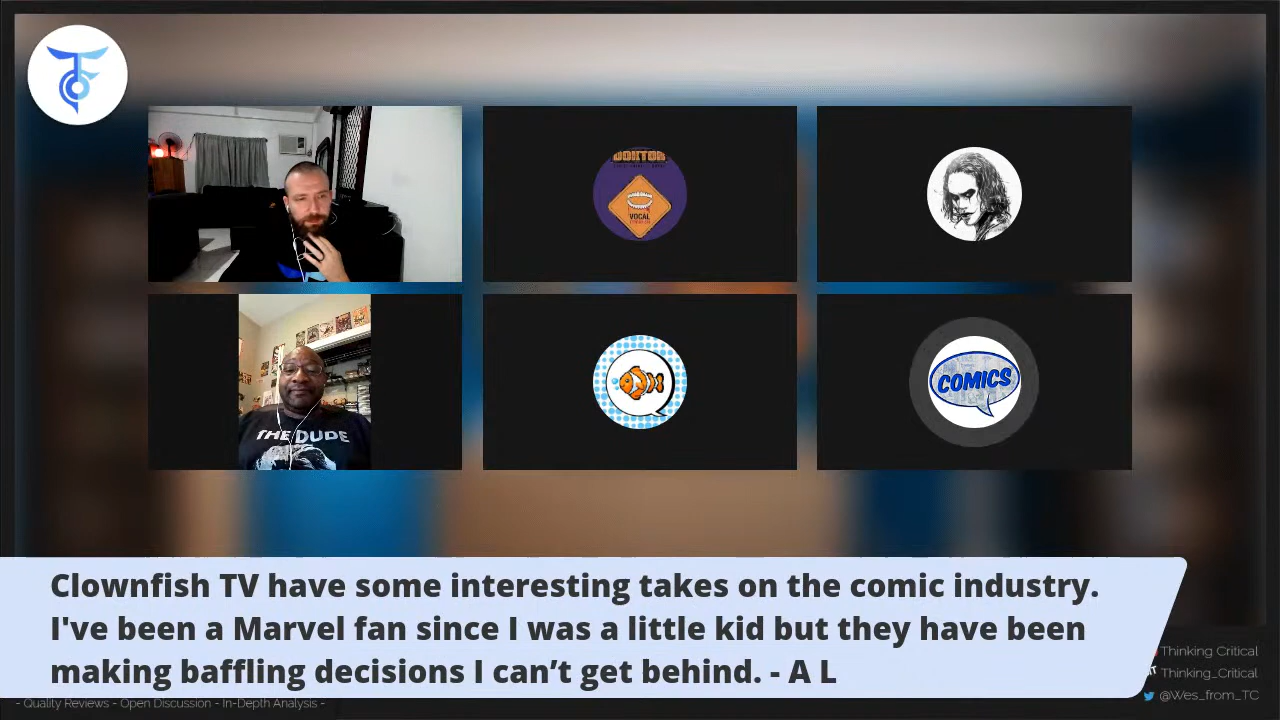 DOKTOR
VOCAL
THE DUDE
COMICS
Clownfish TV have some interesting takes on the comic industry.
I've been a Marvel fan since I was a little kid but they have been
making baffling decisions I can’t get behind. - A L
Thinking Critical
Thinking_Critical
@Wes_from_TC
- Quality Reviews - Open Discussion - In-Depth Analysis -